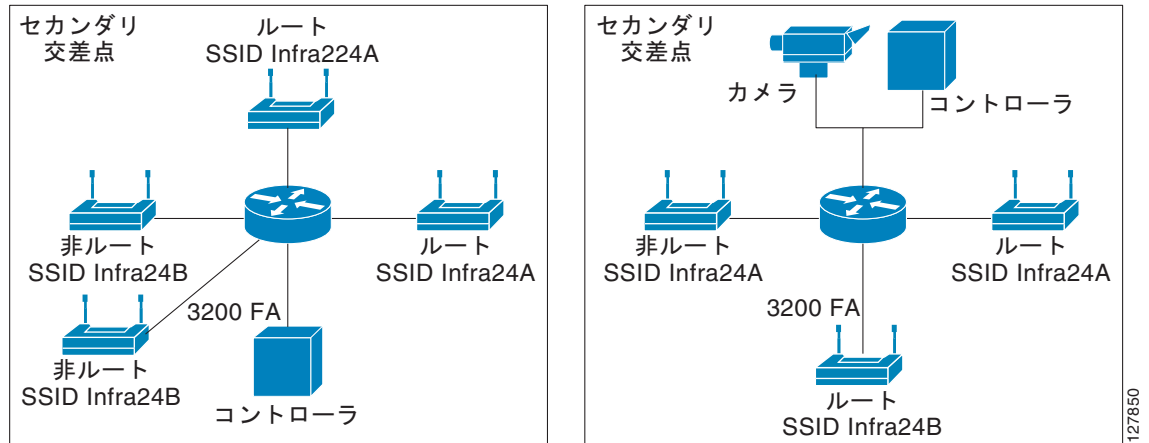 セカンダリ
交差点
ルート
SSID Infra224A
非ルート
SSID Infra24B
ルート
SSID Infra24A
3200 FA
非ルート
SSID Infra24B
コントローラ
セカンダリ
交差点
カメラ
コントローラ
非ルート
SSID Infra24A
ルート
SSID Infra24A
3200 FA
ルート
SSID Infra24B
127850